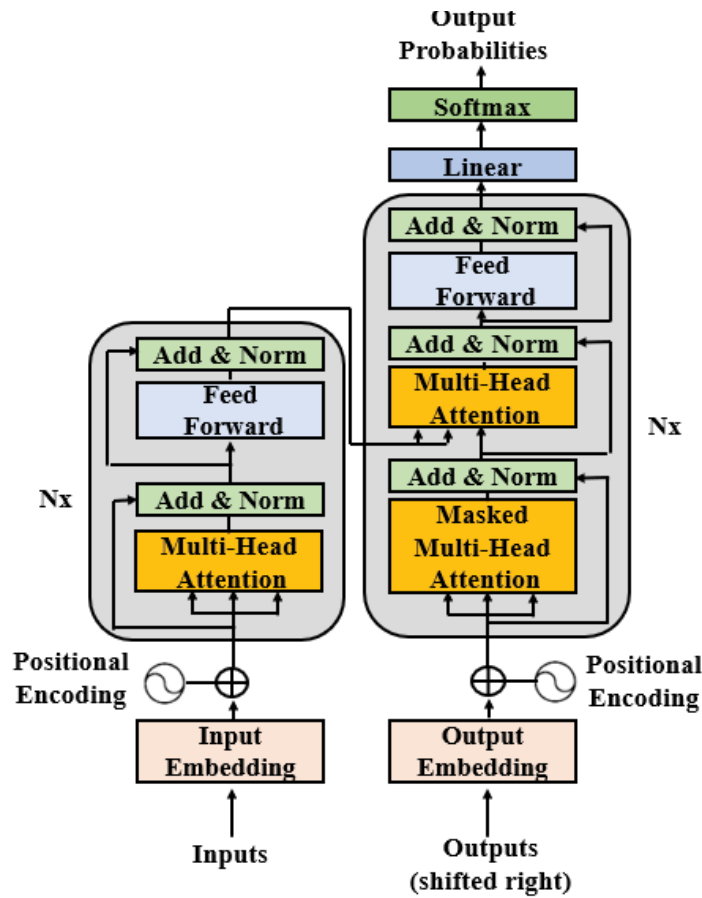 Output
Probabilities
Softmax
Linear
Add & Norm
Feed
Forward
Add & Norm
Multi-Head
Attention
Nx
Add & Norm
Masked
Multi-Head
Attention
Add & Norm
Feed
Forward
Nx
Add & Norm
Multi-Head
Attention
Positional
Encoding
Positional
Encoding
Input
Embedding
Output
Embedding
Inputs
Outputs
(shifted right)